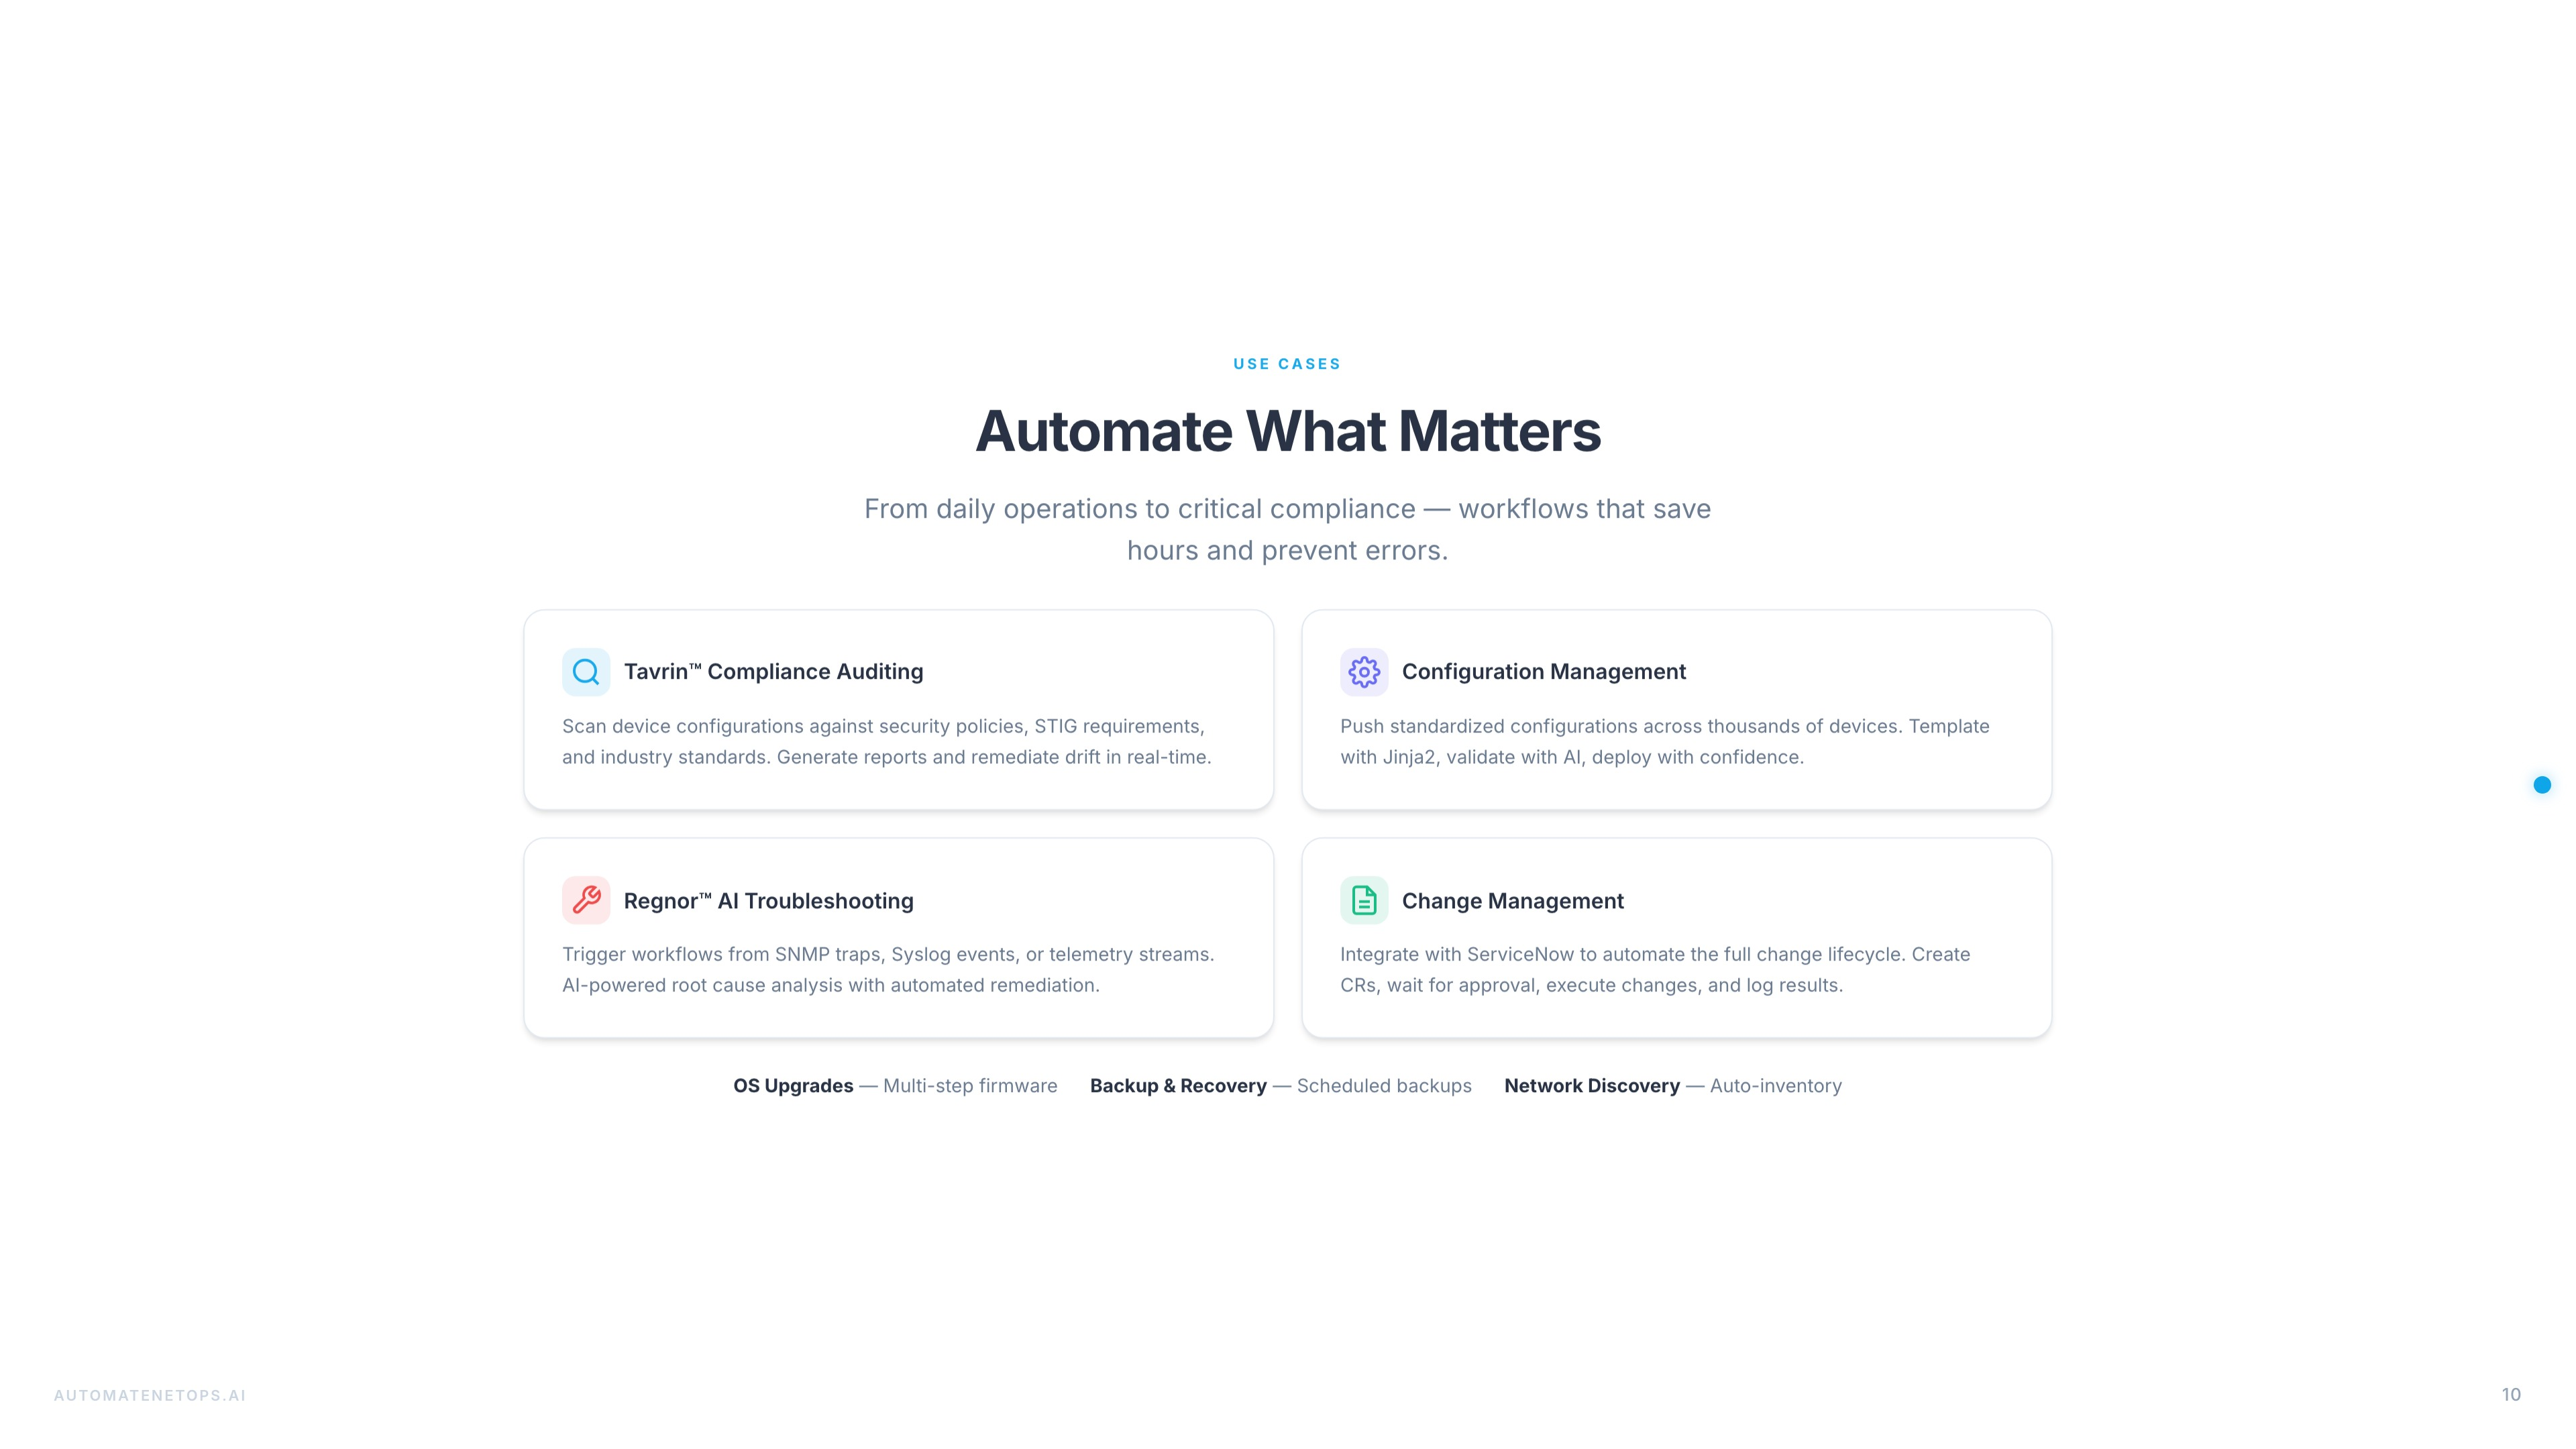 USE CASES
Automate What Matters
From daily operations to critical compliance — workflows that save
hours and prevent errors.
Tavrin™ Compliance Auditing
Scan device configurations against security policies, STIG requirements,
and industry standards. Generate reports and remediate drift in real-time.
Configuration Management
Push standardized configurations across thousands of devices. Template
with Jinja2, validate with AI, deploy with confidence.
Regnor™ AI Troubleshooting
Trigger workflows from SNMP traps, Syslog events, or telemetry streams.
AI-powered root cause analysis with automated remediation.
Change Management
Integrate with ServiceNow to automate the full change lifecycle. Create
CRs, wait for approval, execute changes, and log results.
OS Upgrades — Multi-step firmware Backup & Recovery — Scheduled backups Network Discovery — Auto-inventory
AUTOMATENETOPS.AI
10